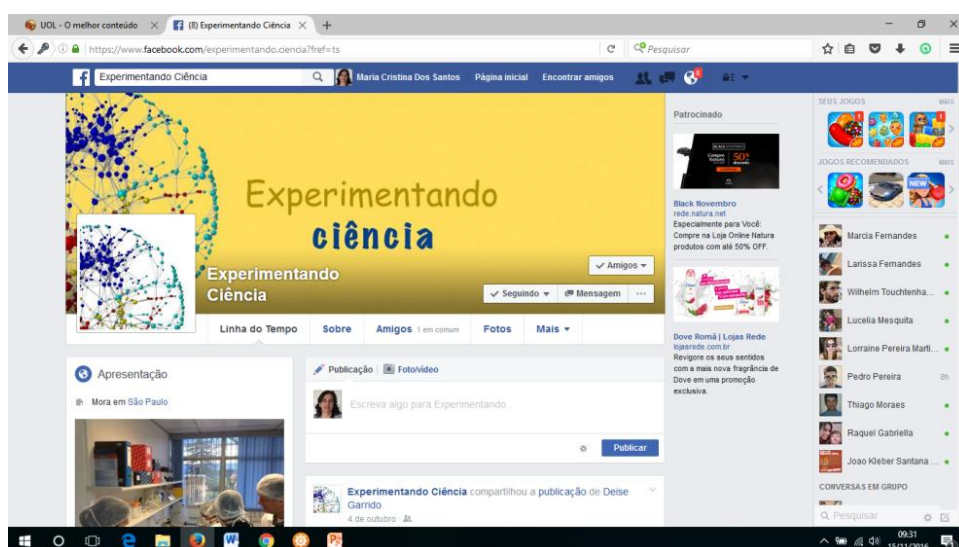 UOL - O melhor conteúdo
(8) Experimentando Ciência
https://www.facebook.com/experimentando.ciencia?fref=ts
Pesquisar
Experimentando Ciência
Maria Cristina Dos Santos
Página inicial
Encontrar amigos
Experimentando
ciência
Experimentando
Ciência
Amigos
Seguindo
Mensagem
Linha do Tempo
Sobre
Amigos 1 em comum
Fotos
Mais
Apresentação
Mora em São Paulo
Publicação
Foto/vídeo
Escreva algo para Experimentando...
Publicar
Experimentando Ciência compartilhou a publicação de Deise
Garrido
4 de outubro
Patrocinado
50%
Black Novembro
rede.natura.net
Especialmente para Você:
Compre na Loja Online Natura
produtos com até 50% OFF.
Dove Romã | Lojas Rede
lojasrede.com.br
Revigore os seus sentidos
com a mais nova fragrância de
Dove em uma promoção
exclusiva.
SEUS JOGOS
MAIS
JOGOS RECOMENDADOS
MAIS
NEW
Marcia Fernandes
Larissa Fernandes
Wilhelm Touchtenha...
Lucelia Mesquita
Lorraine Pereira Marti...
Pedro Pereira
8h
Thiago Moraes
Raquel Gabriella
Joao Kleber Santana ...
CONVERSAS EM GRUPO
Pesquisar
09:31
15/11/2016